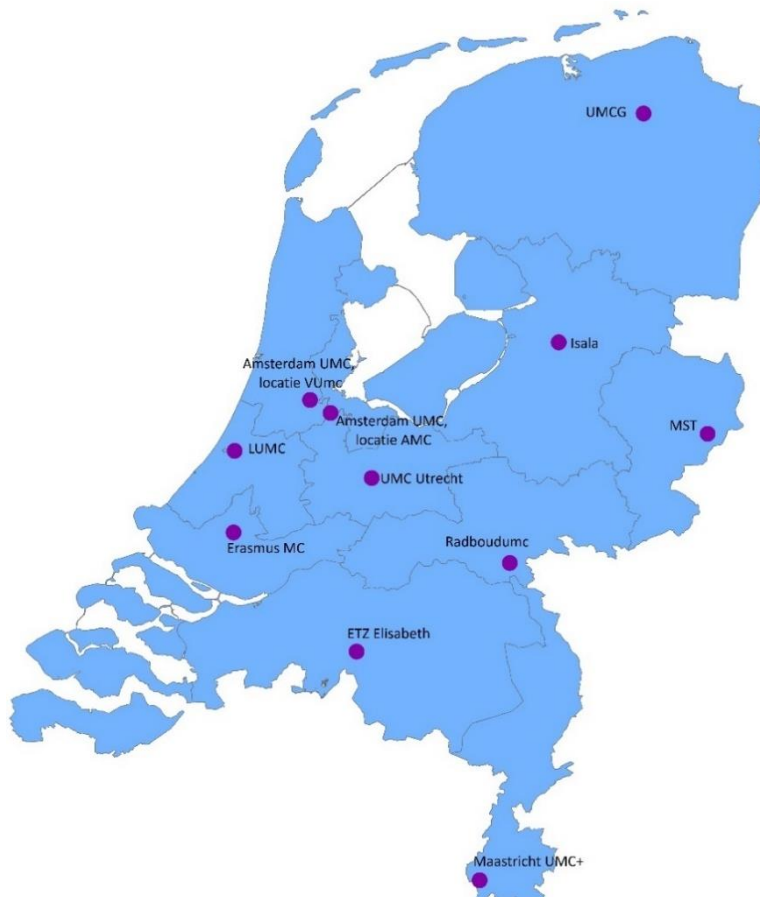 UMCG
Isala
Amsterdam UMC,
locatie VUmc
Amsterdam UMC,
locatie AMC
MST
LUMC
UMC Utrecht
Erasmus MC
Radboudumc
ETZ Elisabeth
Maastricht UMC+